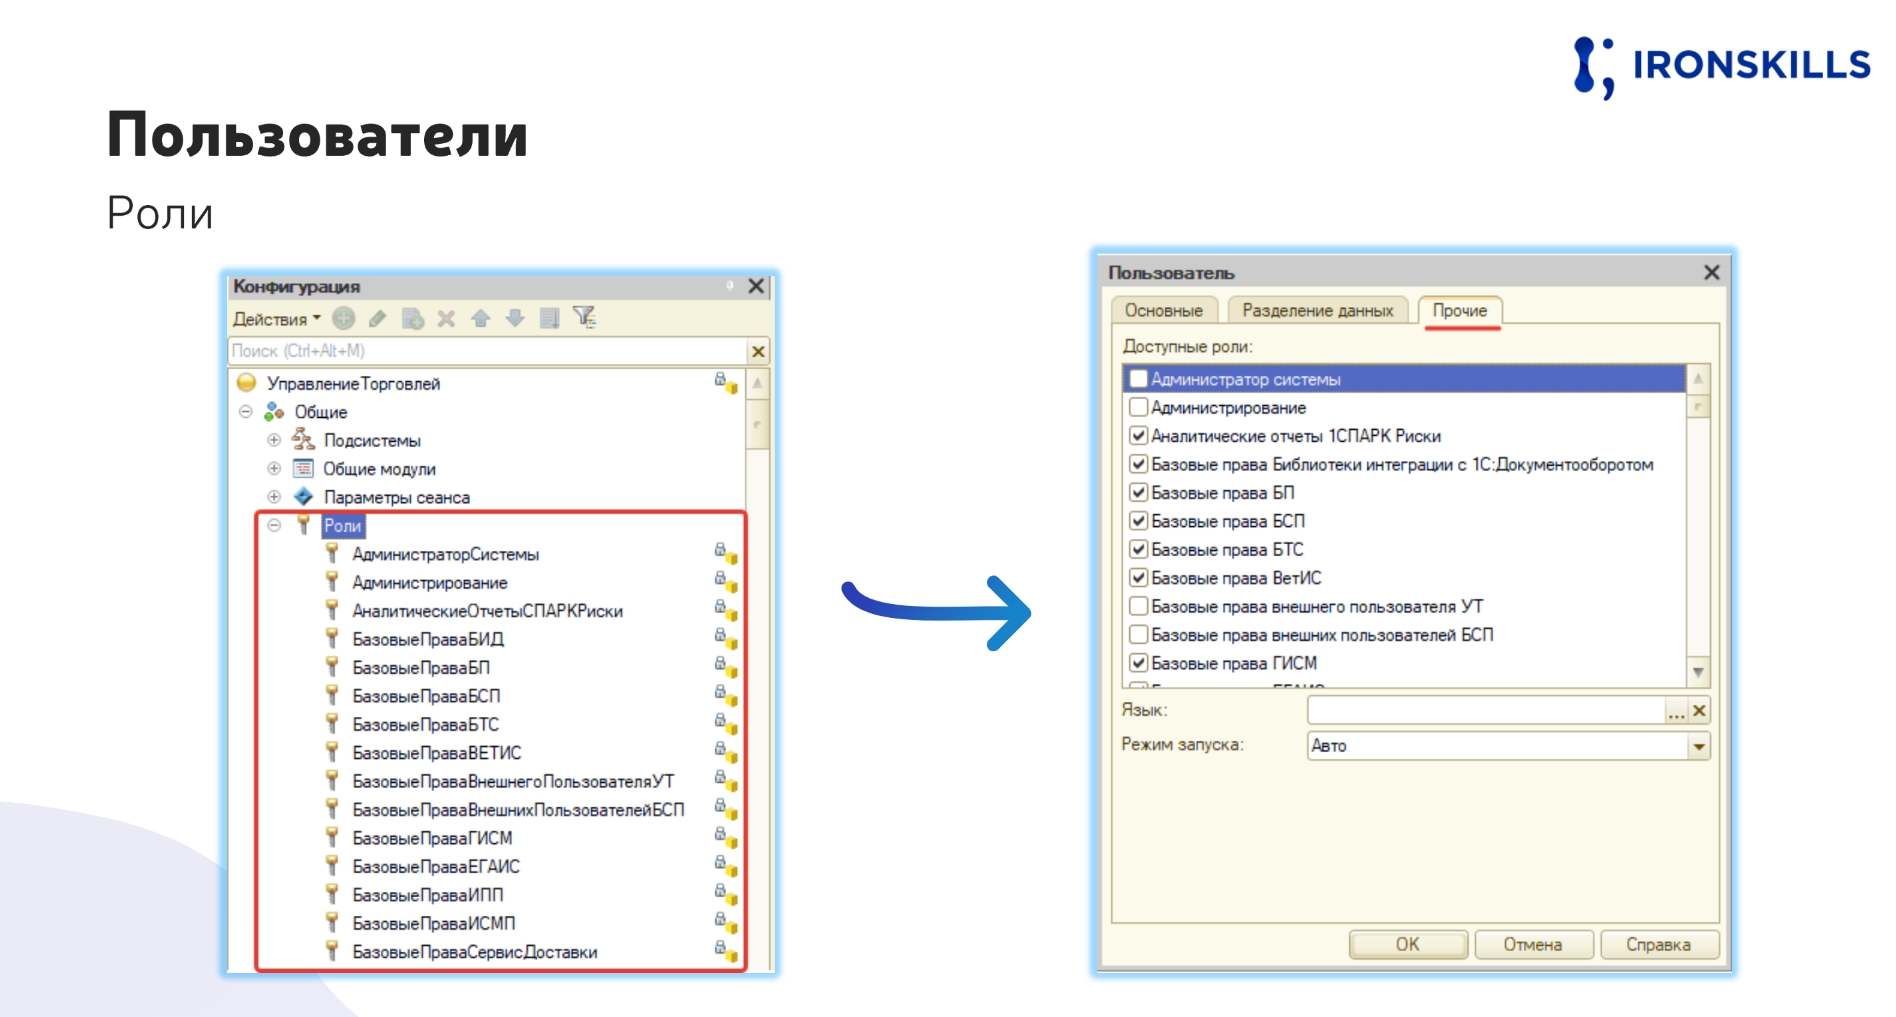 IRONSKILLS
Пользователи
Роли
Конфигурация
Действия
Поиск (Ctrl+Alt+M)
УправлениеТорговлей
Общие
Подсистемы
Общие модули
Параметры сеанса
Роли
АдминистраторСистемы
Администрирование
АналитическиеОтчетыСПАРКРиски
БазовыеПраваБИД
БазовыеПраваБП
БазовыеПраваБСП
БазовыеПраваБТС
БазовыеПраваВЕТИС
БазовыеПраваВнешнегоПользователяУТ
БазовыеПраваВнешнихПользователейБСП
БазовыеПраваГИСМ
БазовыеПраваЕГАИС
БазовыеПраваИПП
БазовыеПраваИСМП
БазовыеПраваСервисДоставки
Пользователь
Основные Разделение данных Прочие
Доступные роли:
Администратор системы
Администрирование
Аналитические отчеты 1СПАРК Риски
Базовые права Библиотеки интеграции с 1С:Документооборотом
Базовые права БП
Базовые права БСП
Базовые права БТС
Базовые права ВетИС
Базовые права внешнего пользователя УТ
Базовые права внешних пользователей БСП
Базовые права ГИСМ
Язык: ...
Режим запуска: Авто
OK Отмена Справка